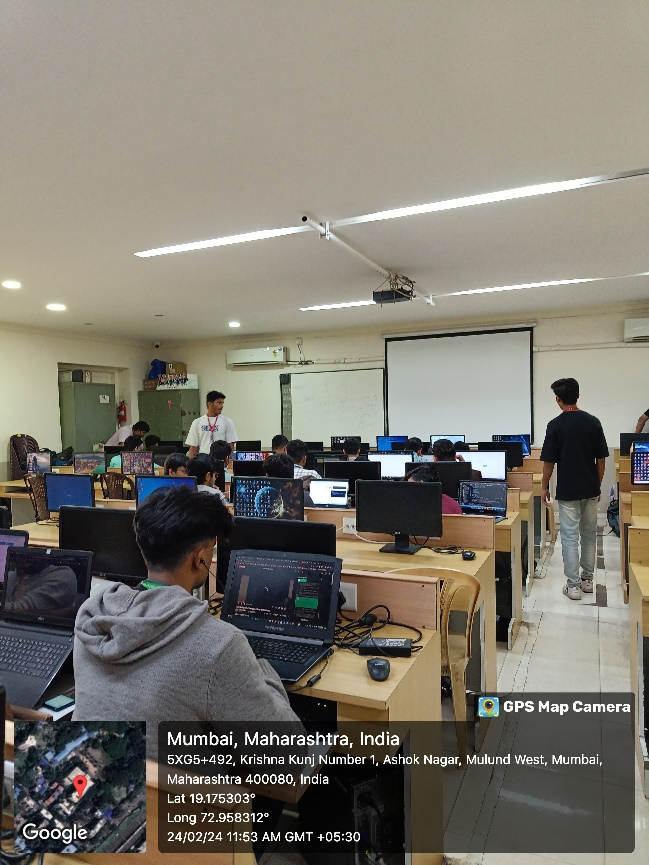 GPS Map Camera
Mumbai, Maharashtra, India
5XG5+492, Krishna Kunj Number 1, Ashok Nagar, Mulund West, Mumbai,
Maharashtra 400080, India
Lat 19.175303°
Long 72.958312°
24/02/24 11:53 AM GMT +05:30
Google